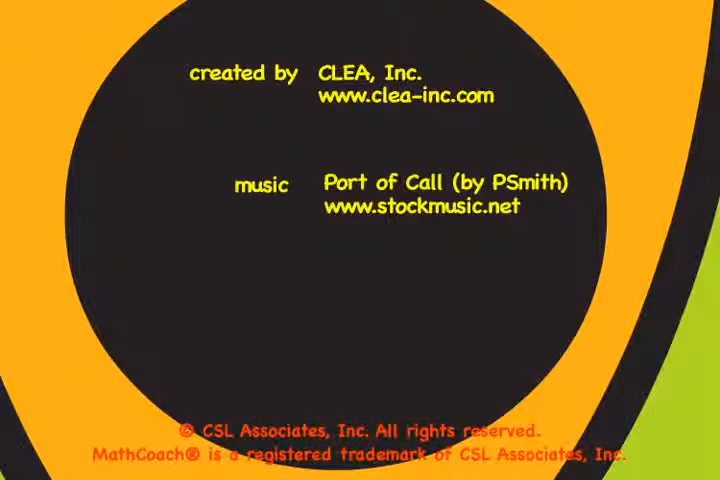 created by CLEA, Inc.
www.clea-inc.com
music Port of Call (by PSmith)
www.stockmusic.net
© CSL Associates, Inc. All rights reserved.
MathCoach® is a registered trademark of CSL Associates, Inc.